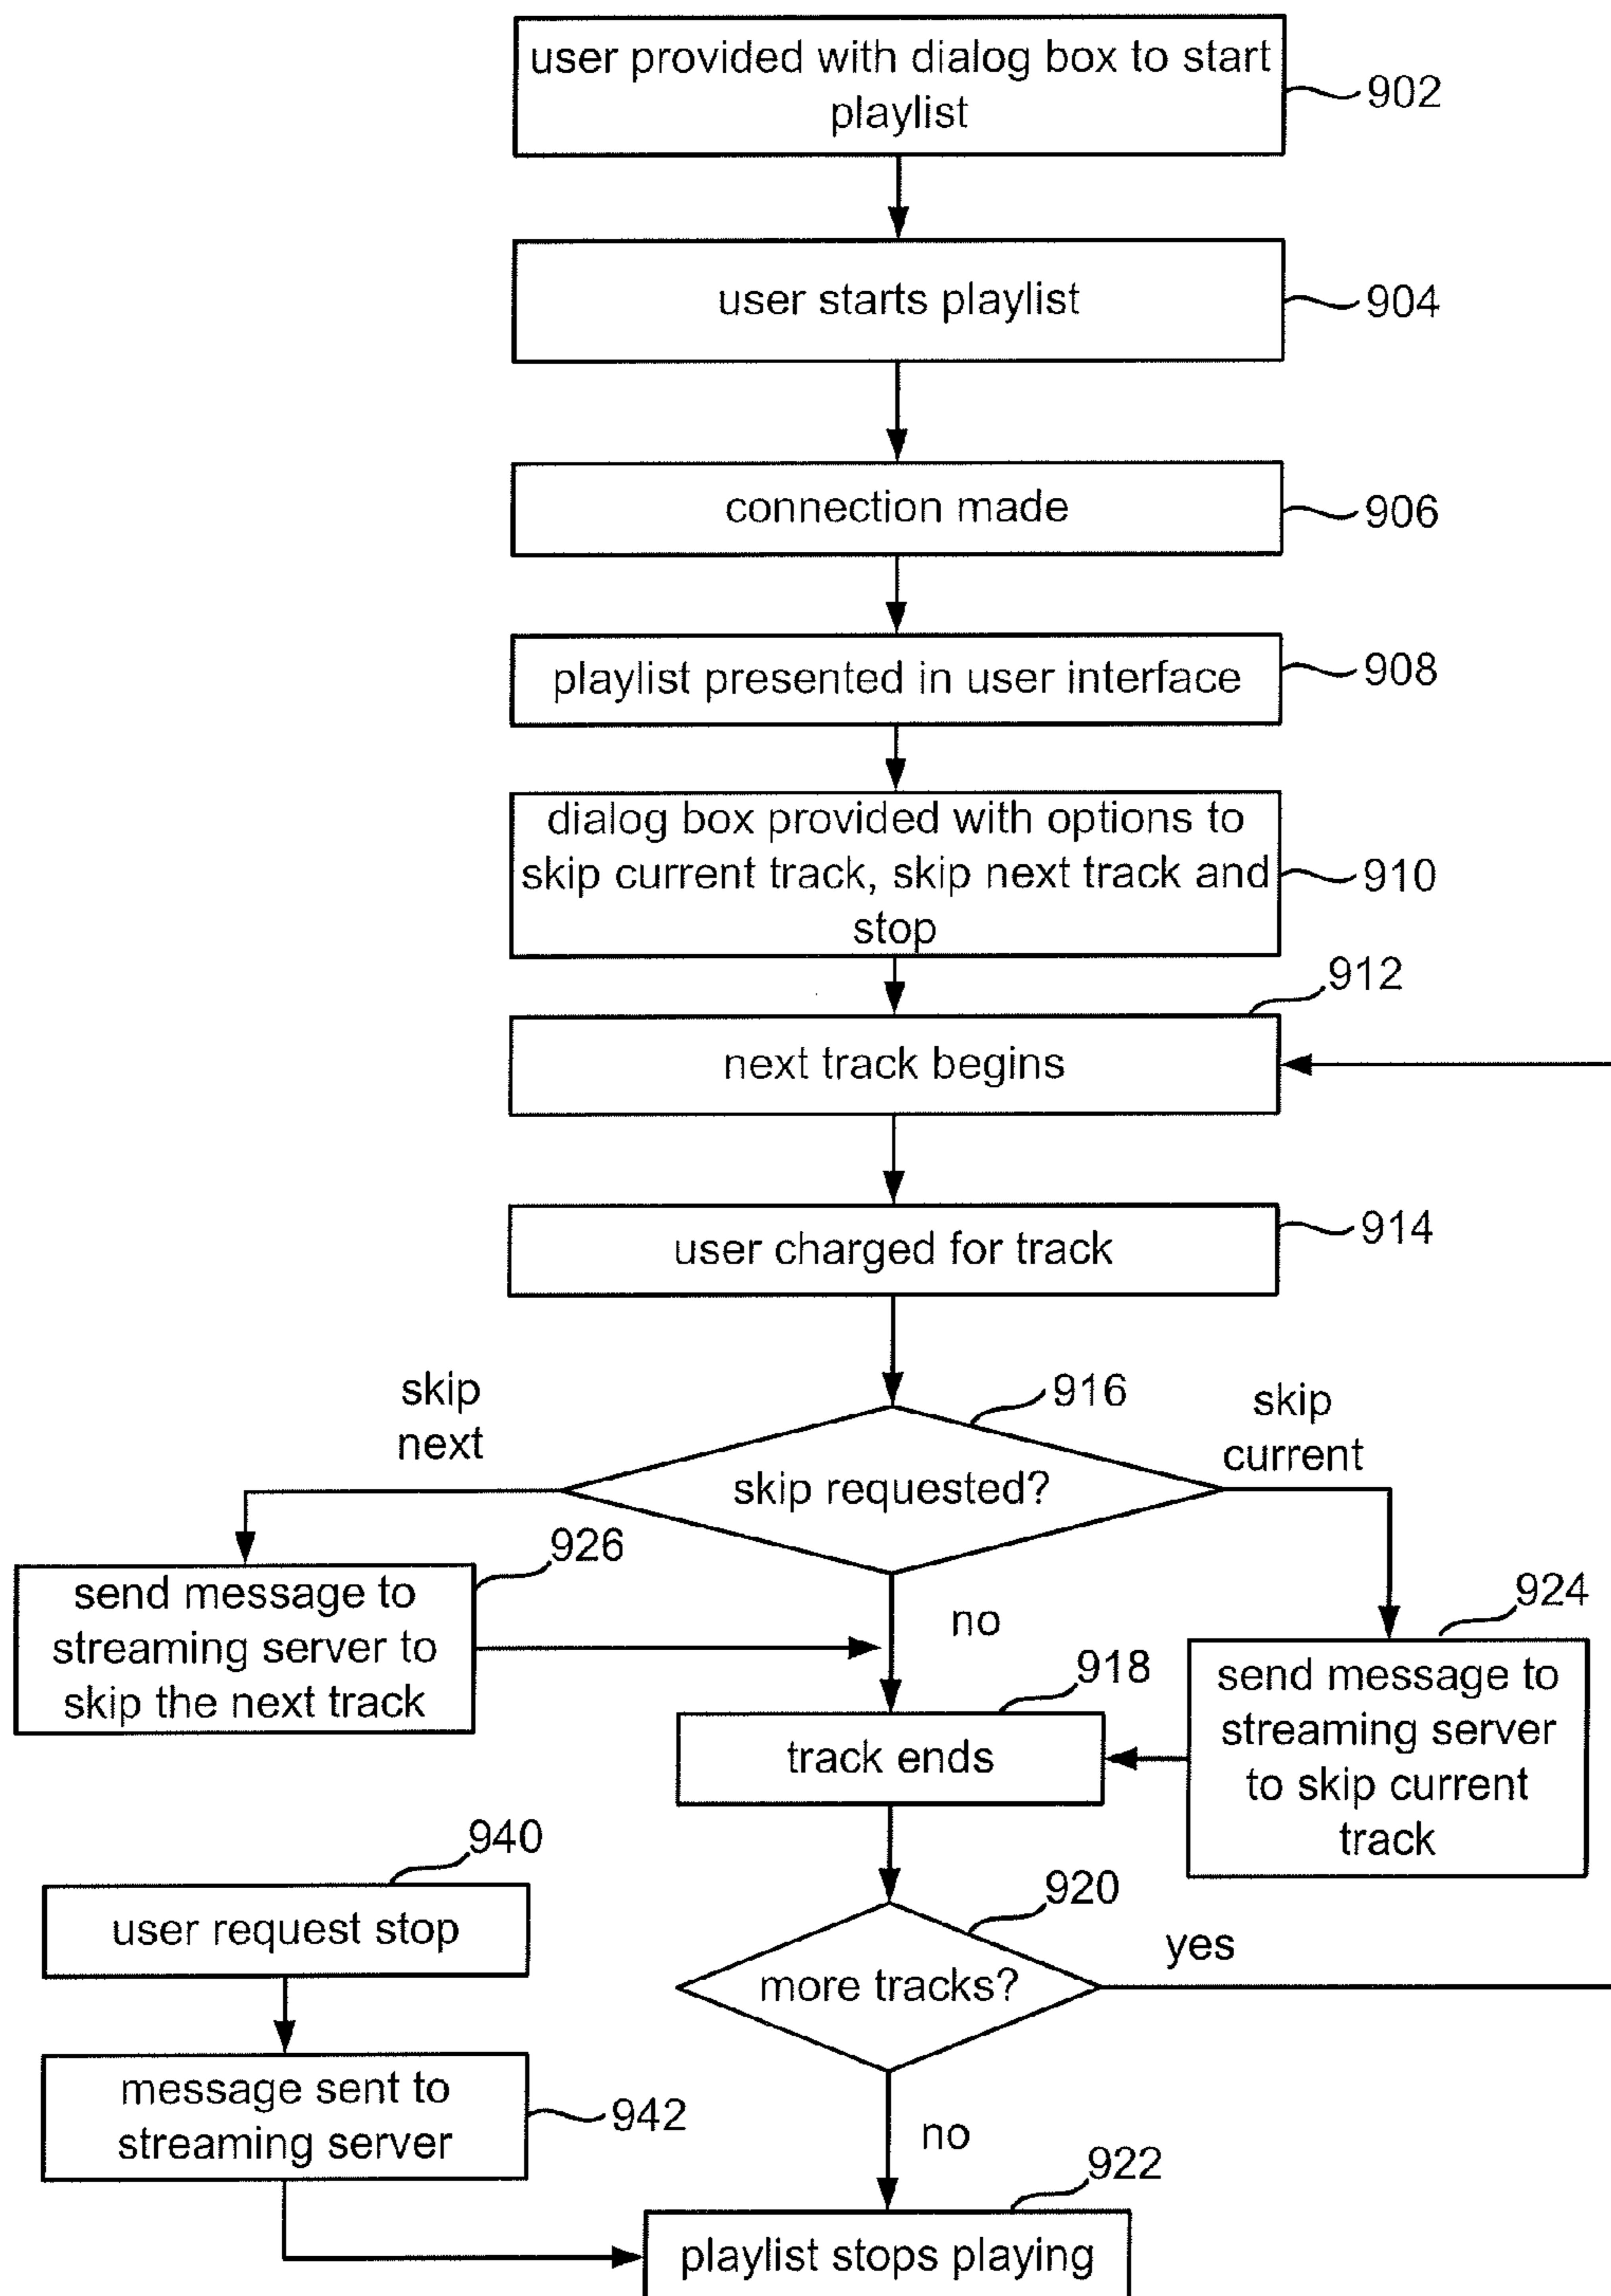 user provided with dialog box to start
playlist
902
user starts playlist
904
connection made
906
playlist presented in user interface
908
dialog box provided with options to
skip current track, skip next track and
stop
910
912
next track begins
user charged for track
914
skip
next
916
skip
current
skip requested?
926
send message to
streaming server to
skip the next track
no
924
send message to
streaming server
to skip current
track
918
track ends
940
user request stop
920
more tracks?
yes
message sent to
streaming server
942
no
922
playlist stops playing